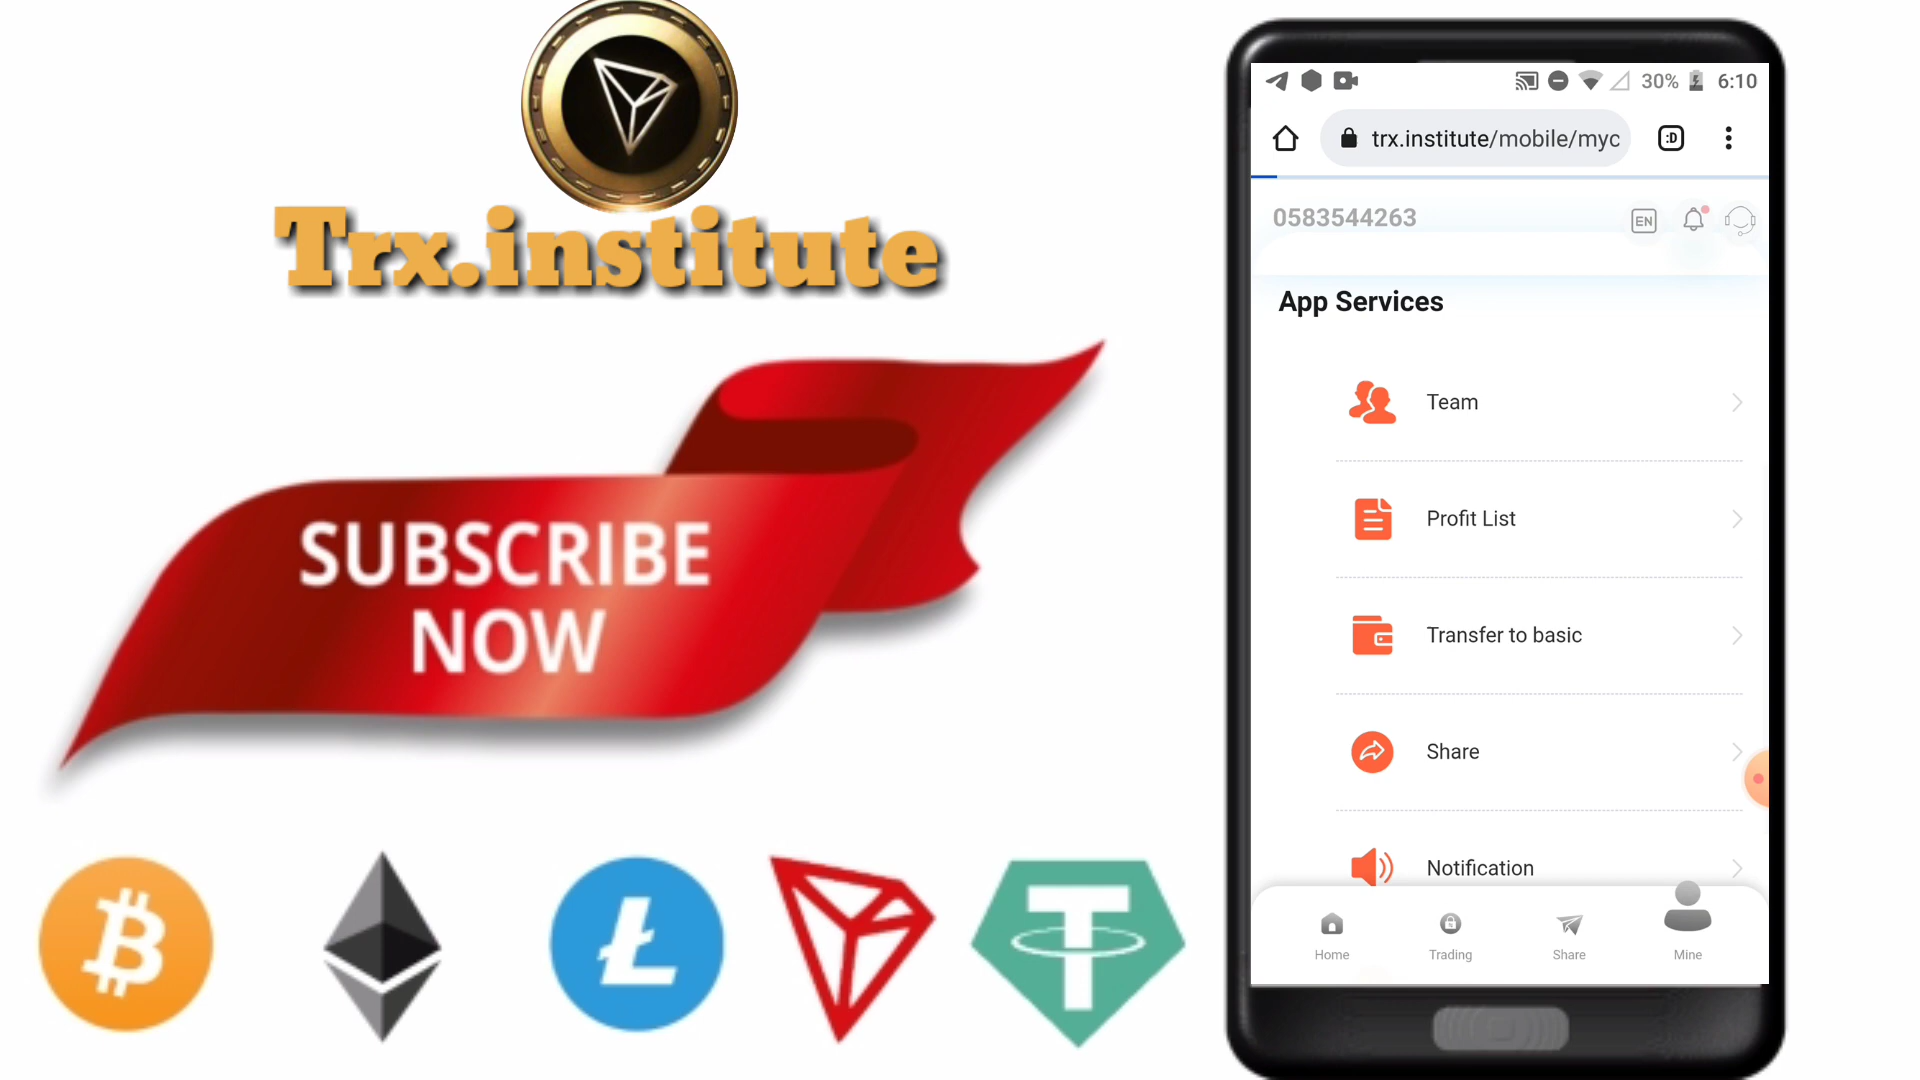 Trx.institute
SUBSCRIBE
NOW
30% 6:10
trx.institute/mobile/myc :D
0583544263 EN
App Services
Team
Profit List
Transfer to basic
Share
Notification
Home Trading Share Mine